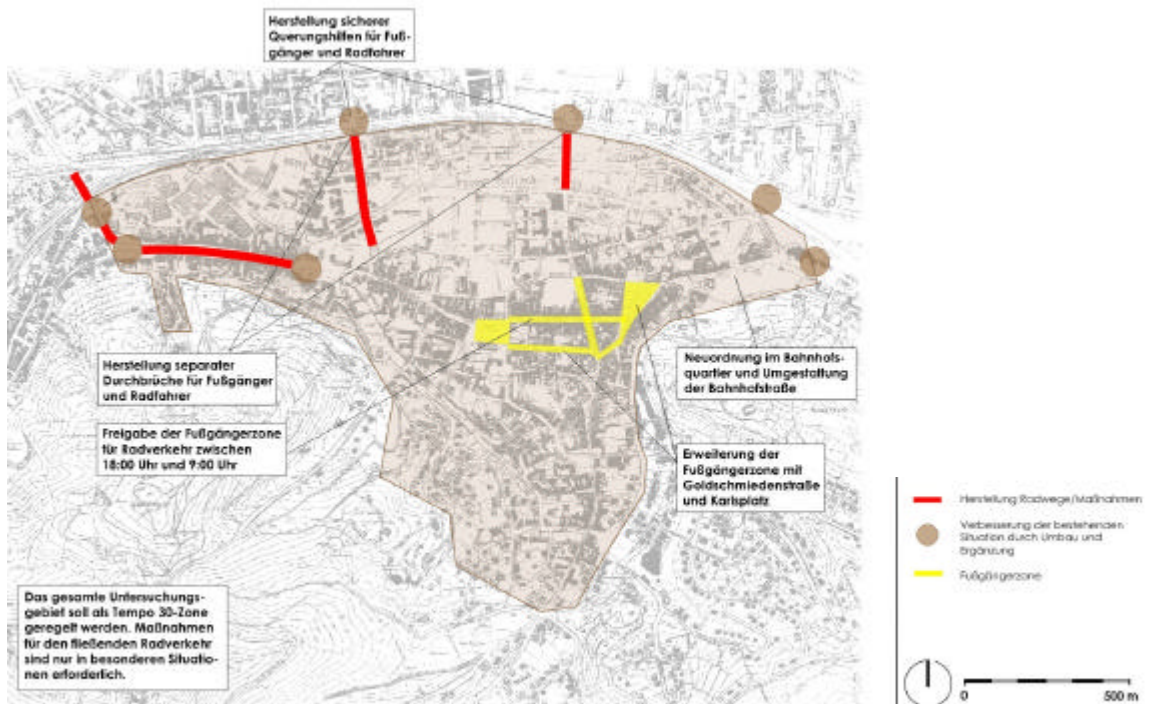 Herstellung sicherer
Querungshilfen für Fuß-
gänger und Radfahrer
Herstellung separater
Durchbrüche für Fußgänger
und Radfahrer
Neuordnung im Bahnhofs-
quartier und Umgestaltung
der Bahnhofstraße
Freigabe der Fußgängerzone
für Radverkehr zwischen
18:00 Uhr und 9:00 Uhr
Erweiterung der
Fußgängerzone mit
Goldschmiedenstraße
und Karlsplatz
Das gesamte Untersuchungs-
gebiet soll als Tempo 30-Zone
geregelt werden. Maßnahmen
für den fließenden Radverkehr
sind nur in besonderen Situatio-
nen erforderlich.
Herstellung Radwege/Maßnahmen
Verbesserung der bestehenden
Situation durch Umbau und
Ergänzung
Fußgängerzone
0 500 m